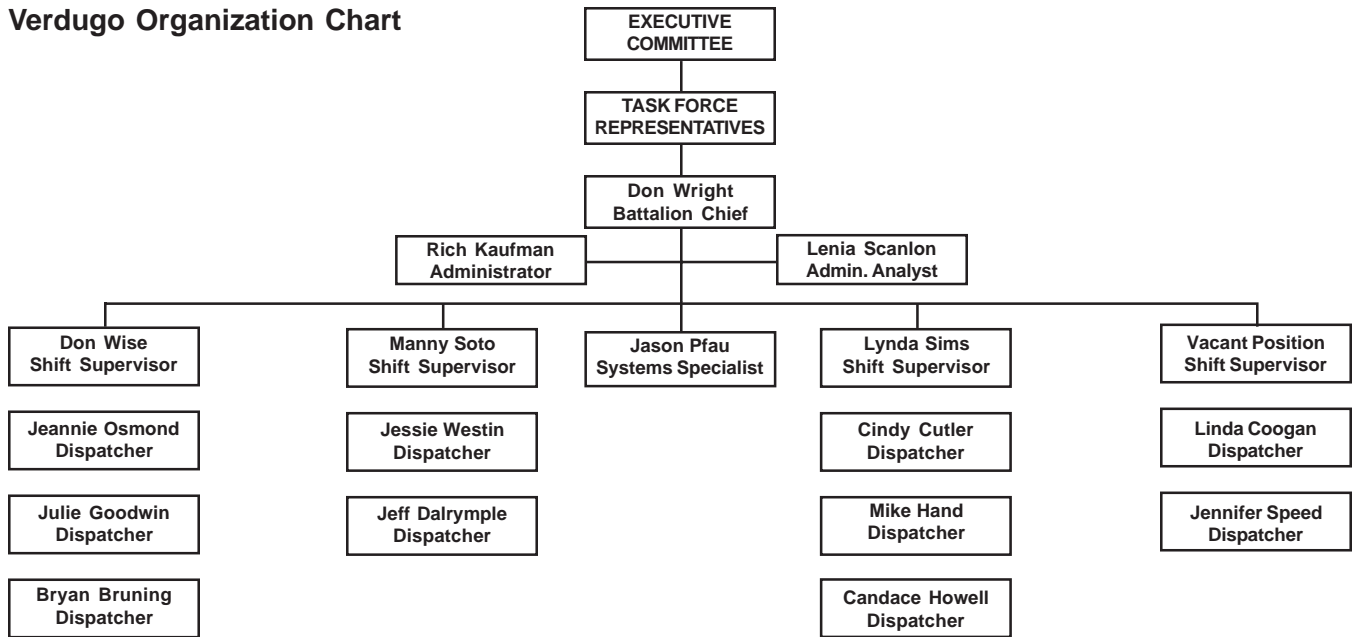 Verdugo Organization Chart
EXECUTIVE
COMMITTEE
TASK FORCE
REPRESENTATIVES
Don Wright
Battalion Chief
Rich Kaufman
Administrator
Lenia Scanlon
Admin. Analyst
Don Wise
Shift Supervisor
Manny Soto
Shift Supervisor
Jason Pfau
Systems Specialist
Lynda Sims
Shift Supervisor
Vacant Position
Shift Supervisor
Jeannie Osmond
Dispatcher
Jessie Westin
Dispatcher
Cindy Cutler
Dispatcher
Linda Coogan
Dispatcher
Julie Goodwin
Dispatcher
Jeff Dalrymple
Dispatcher
Mike Hand
Dispatcher
Jennifer Speed
Dispatcher
Bryan Bruning
Dispatcher
Candace Howell
Dispatcher